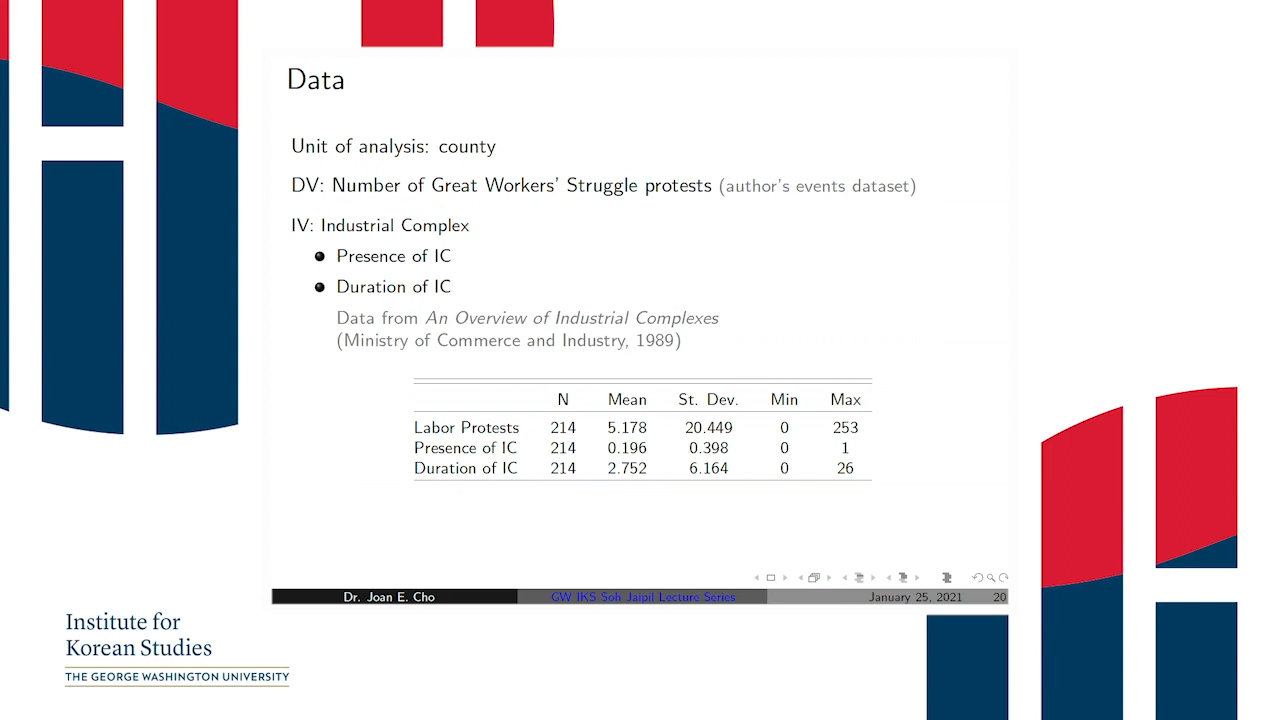 Data
Unit of analysis: county
DV: Number of Great Workers' Struggle protests (author's events dataset)
IV: Industrial Complex
Presence of IC
Duration of IC
Data from An Overview of Industrial Complexes
(Ministry of Commerce and Industry, 1989)
N Mean St. Dev. Min Max
Labor Protests 214 5.178 20.449 0 253
Presence of IC 214 0.196 0.398 0 1
Duration of IC 214 2.752 6.164 0 26
Dr. Joan E. Cho GW IKS Soh Jaipil Lecture Series January 25, 2021 20
Institute for
Korean Studies
THE GEORGE WASHINGTON UNIVERSITY